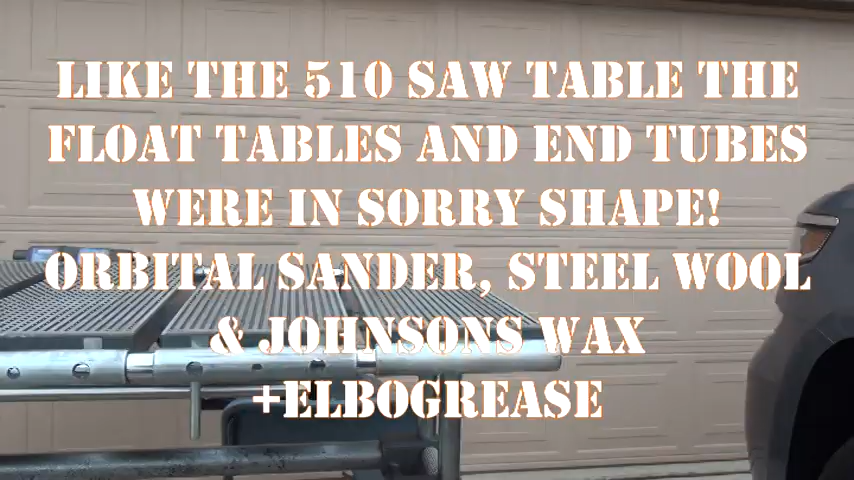 LIKE THE 510 SAW TABLE THE
FLOAT TABLES AND END TUBES
WERE IN SORRY SHAPE!
ORBITAL SANDER, STEEL WOOL
& JOHNSONS WAX
+ELBOGREASE